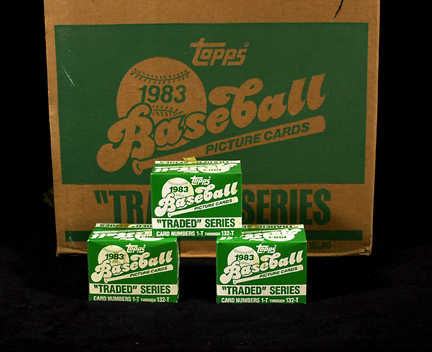 Topps
1983
Baseball
PICTURE CARDS
"TRADED" SERIES
Topps
1983
Baseball
PICTURE CARDS
"TRADED" SERIES
CARD NUMBERS 1-T THROUGH 132-T
Topps
1983
Baseball
PICTURE CARDS
"TRADED" SERIES
CARD NUMBERS 1-T THROUGH 132-T
Topps
1983
Baseball
PICTURE CARDS
"TRADED" SERIES
CARD NUMBERS 1-T THROUGH 132-T